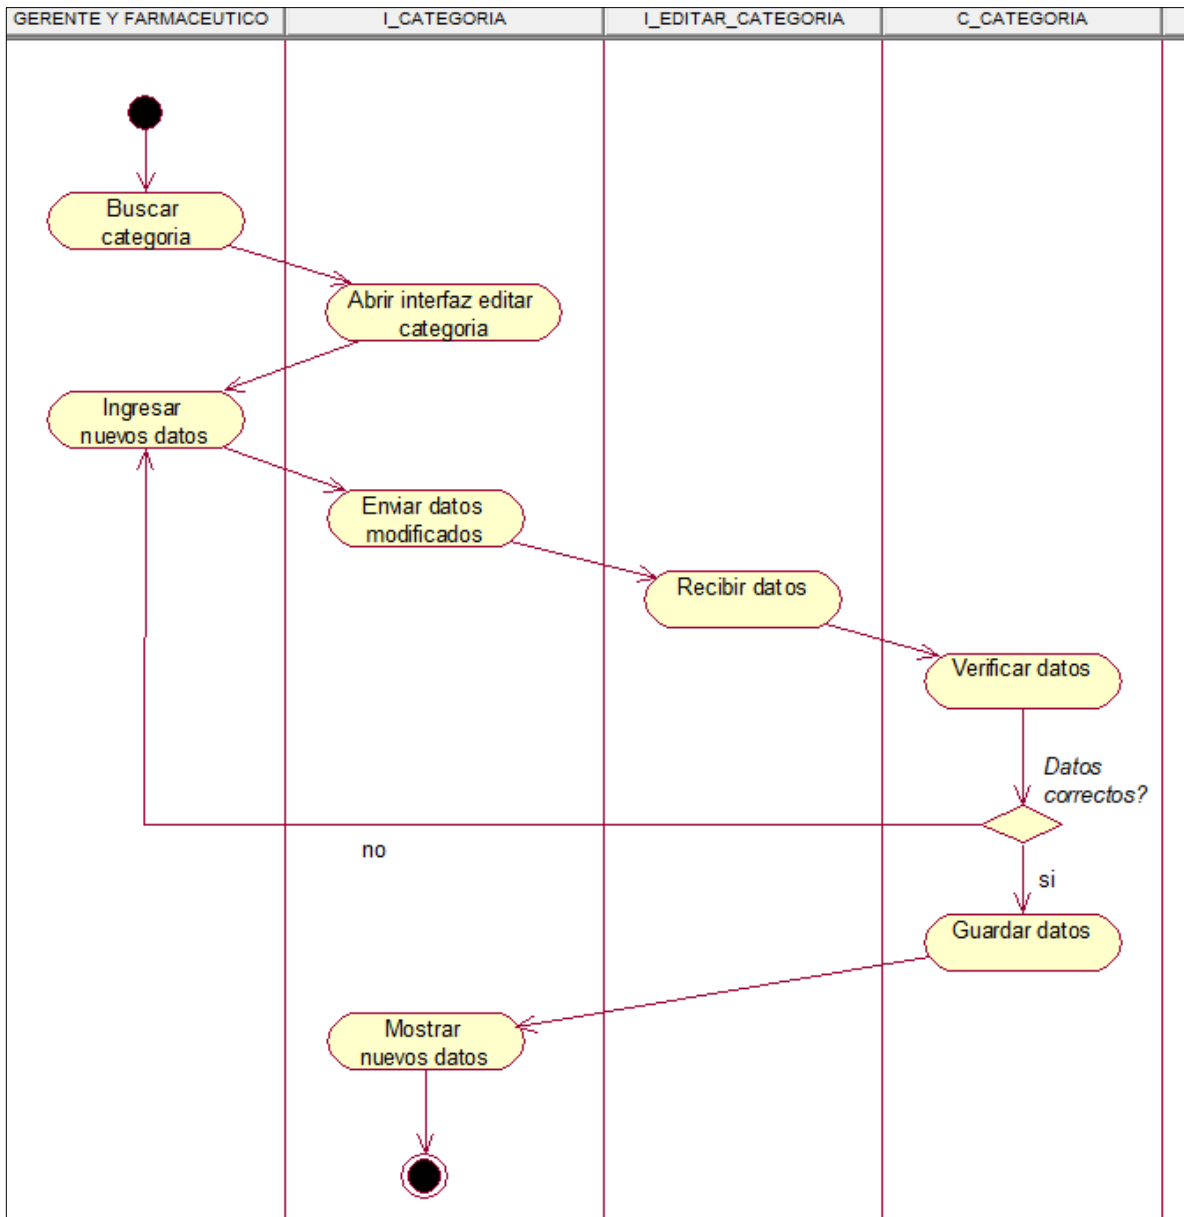 GERENTE Y FARMACEUTICO
I_CATEGORIA
I_EDITAR_CATEGORIA
C_CATEGORIA
Buscar
categoria
Abrir interfaz editar
categoria
Ingresar
nuevos datos
Enviar datos
modificados
Recibir datos
Verificar datos
Datos
correctos?
no
si
Guardar datos
Mostrar
nuevos datos